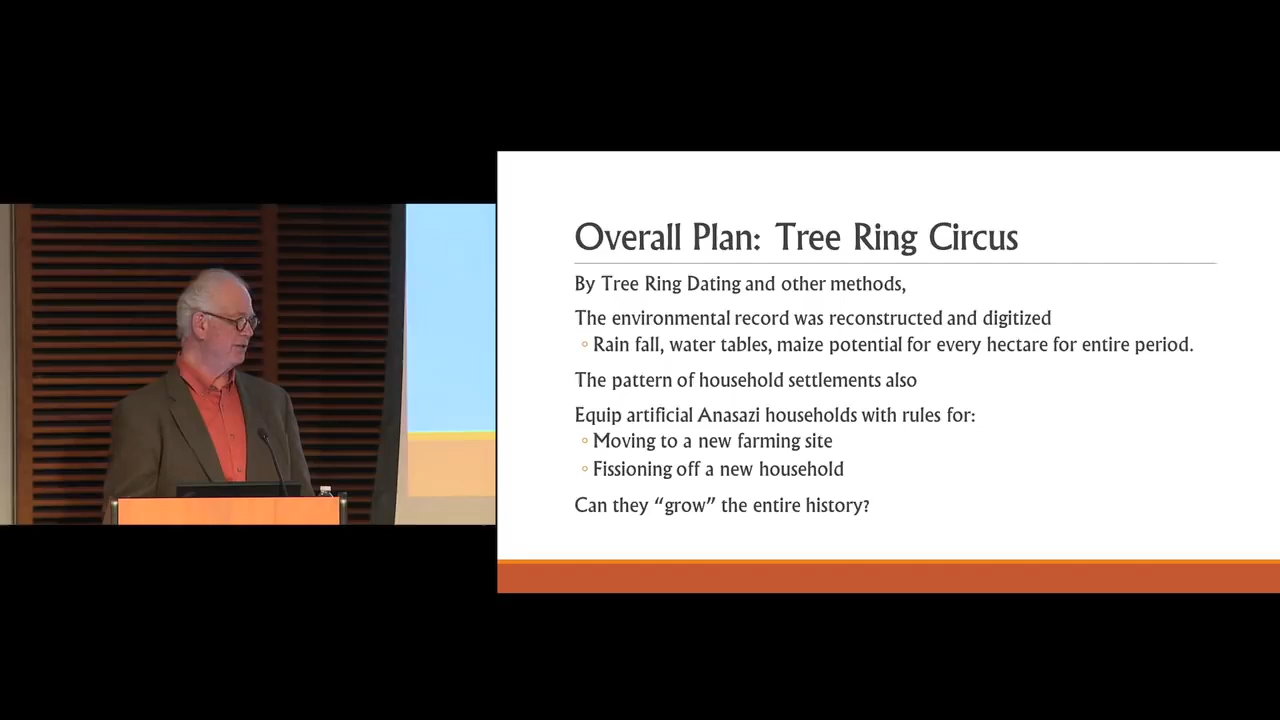 Overall Plan: Tree Ring Circus
By Tree Ring Dating and other methods,
The environmental record was reconstructed and digitized
◦ Rain fall, water tables, maize potential for every hectare for entire period.
The pattern of household settlements also
Equip artificial Anasazi households with rules for:
◦ Moving to a new farming site
◦ Fissioning off a new household
Can they “grow” the entire history?